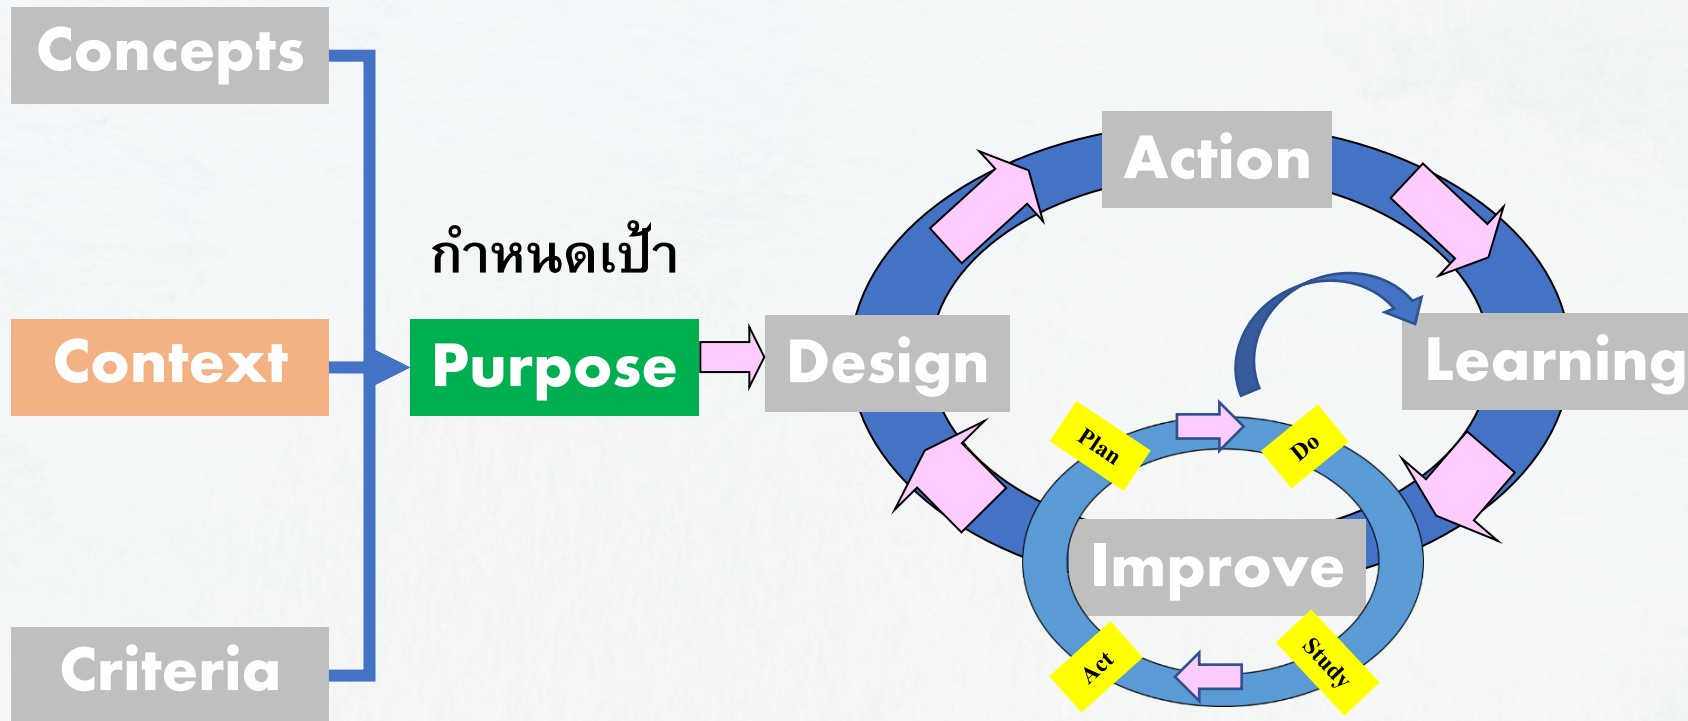 Concepts
Context
Criteria
กำหนดเป้า
Purpose
Design
Action
Learning
Improve
Plan
Do
Study
Act